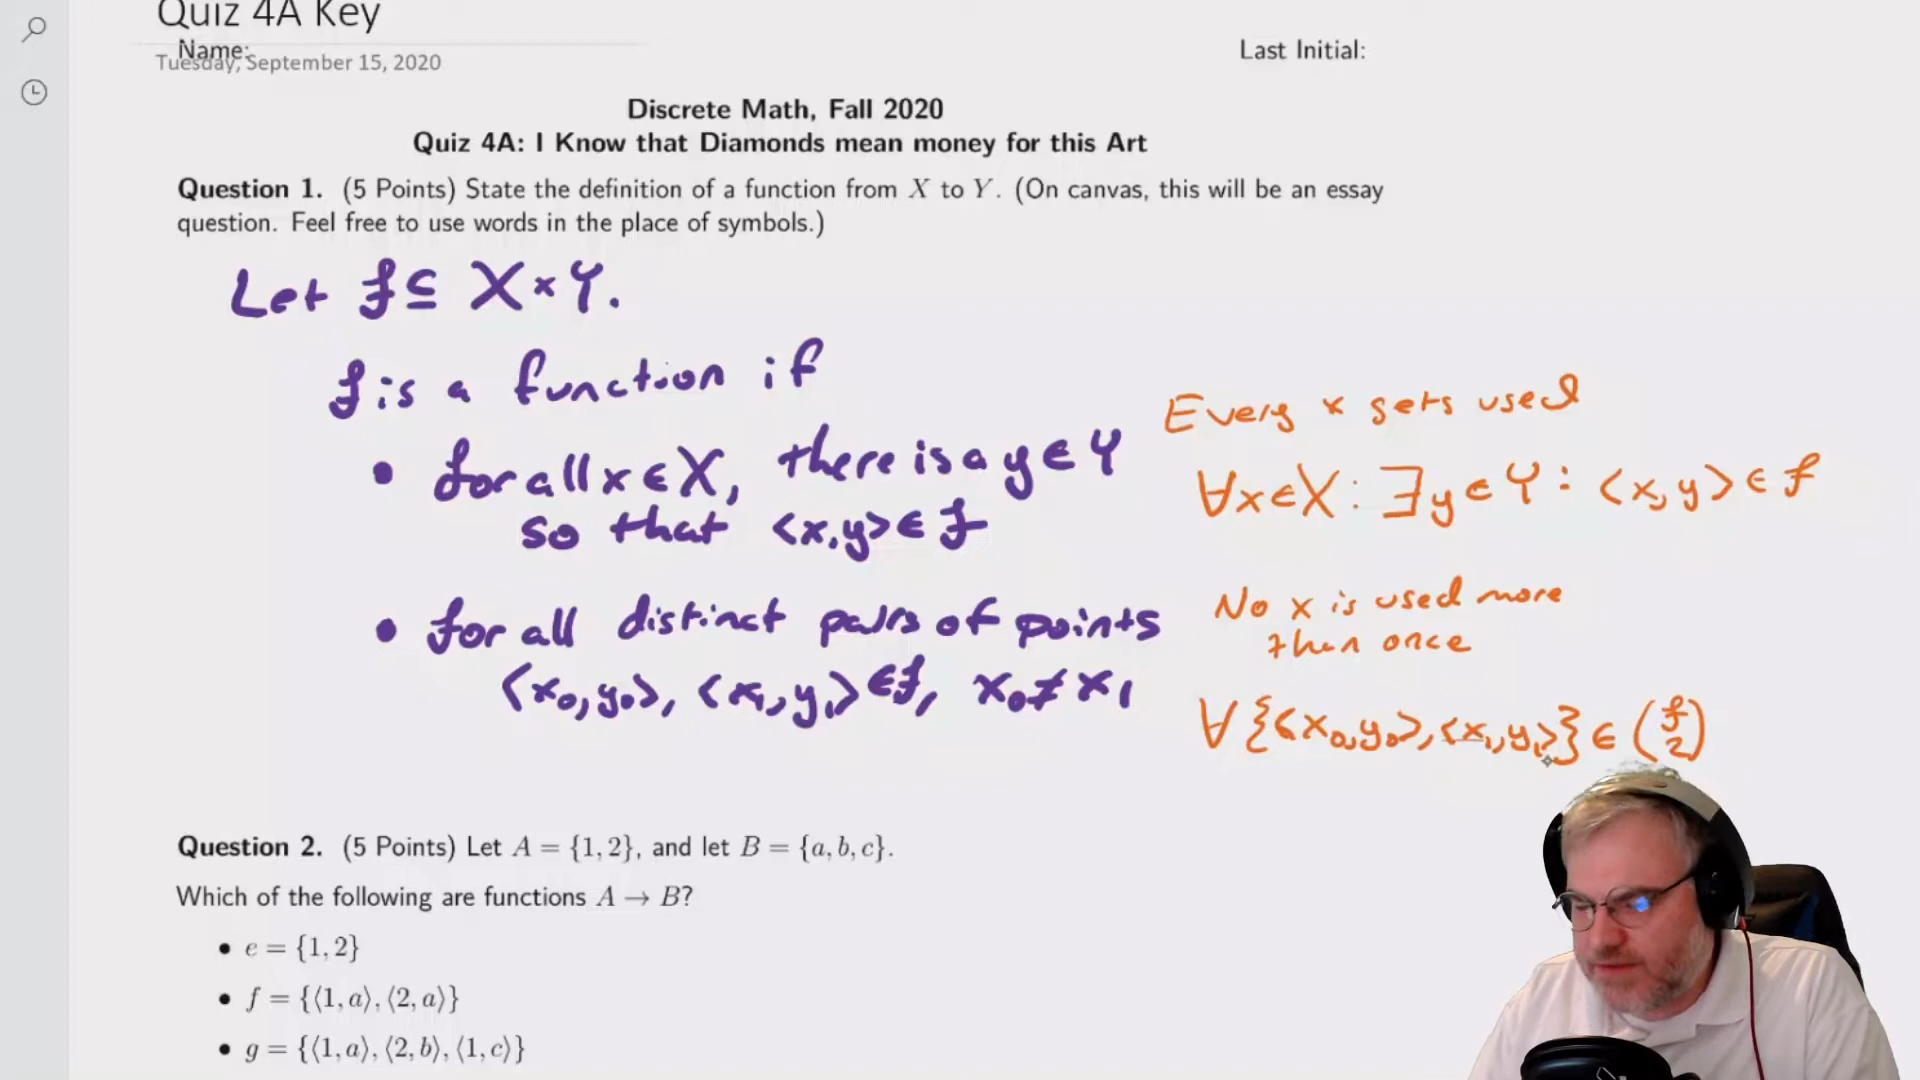 Quiz 4A Key
Name:
Tuesday, September 15, 2020
Last Initial:
Discrete Math, Fall 2020
Quiz 4A: I Know that Diamonds mean money for this Art
Question 1. (5 Points) State the definition of a function from X to Y. (On canvas, this will be an essay
question. Feel free to use words in the place of symbols.)
Let f ⊆ X × Y.
f is a function if
• for all x ∈ X, there is a y ∈ Y
so that <x,y> ∈ f
• for all distinct pairs of points
<x₀,y₀>, <x₁,y₁> ∈ f, x₀ ≠ x₁
Every x gets used
∀x∈X: ∃y∈Y: <x,y> ∈ f
No x is used more
than once
∀{<x₀,y₀>,<x₁,y₁>} ∈ (f 2)
Question 2. (5 Points) Let A = {1, 2}, and let B = {a, b, c}.
Which of the following are functions A → B?
• e = {1, 2}
• f = {⟨1, a⟩, ⟨2, a⟩}
• g = {⟨1, a⟩, ⟨2, b⟩, ⟨1, c⟩}